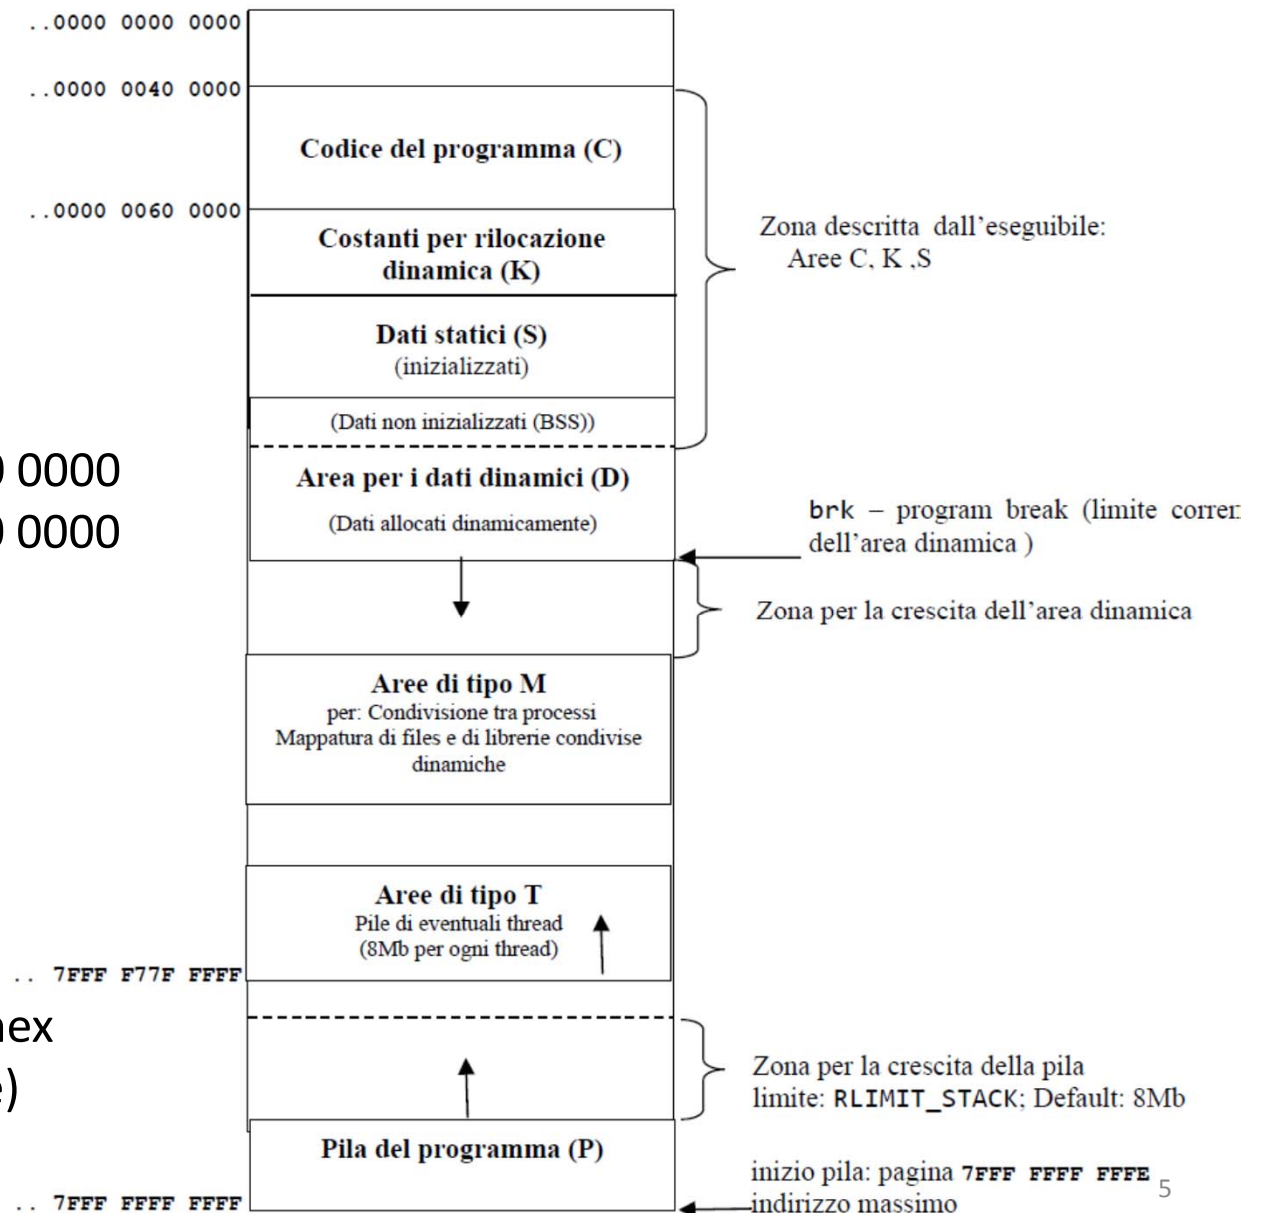 ..0000 0000 0000
..0000 0040 0000
Codice del programma (C)
..0000 0060 0000
Costanti per rilocazione
dinamica (K)
Zona descritta dall'eseguibile:
Aree C, K ,S
Dati statici (S)
(inizializzati)
(Dati non inizializzati (BSS))
0000
0000
Area per i dati dinamici (D)
(Dati allocati dinamicamente)
brk – program break (limite
dell'area dinamica )
Zona per la crescita dell'area dinamica
Aree di tipo M
per: Condivisione tra processi
Mappatura di files e di librerie condivise
dinamiche
Aree di tipo T
Pile di eventuali thread
(8Mb per ogni thread)
.. 7FFF F77F FFFF
Zona per la crescita della pila
limite: RLIMIT_STACK; Default: 8Mb
Pila del programma (P)
inizio pila: pagina 7FFF FFFF FFFE
indirizzo massimo
.. 7FFF FFFF FFFF
5